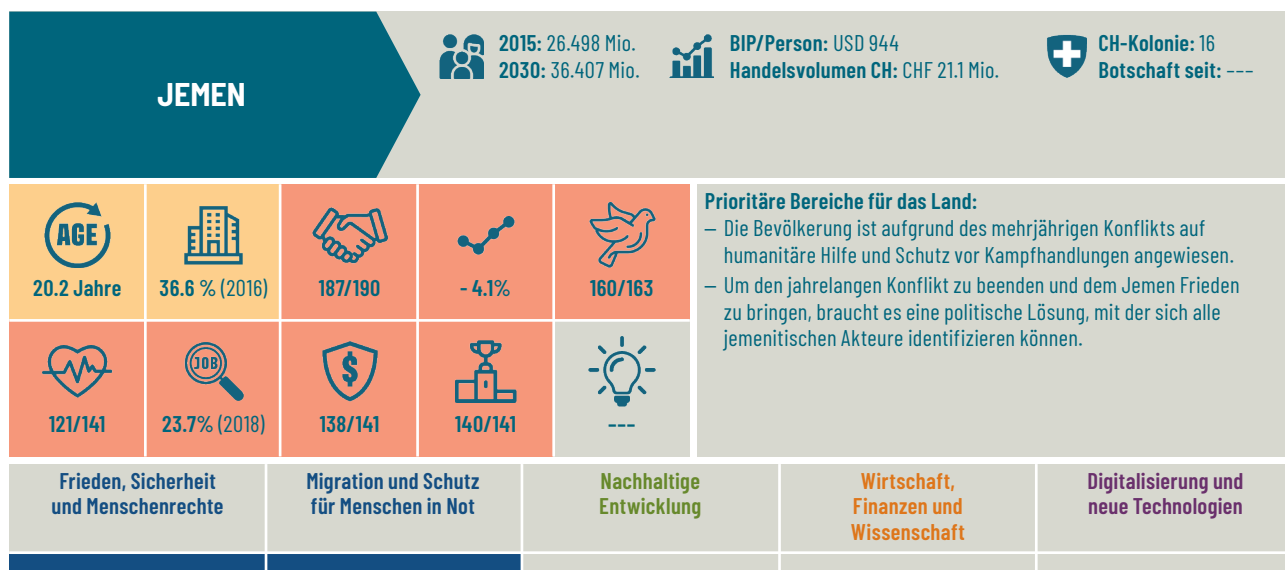 JEMEN
2015: 26.498 Mio.
2030: 36.407 Mio.
BIP/Person: USD 944
Handelsvolumen CH: CHF 21.1 Mio.
CH-Kolonie: 16
Botschaft seit: ---
AGE
20.2 Jahre
36.6 % (2016)
187/190
- 4.1%
160/163
JOB
$
121/141
23.7% (2018)
138/141
140/141
---
Prioritäre Bereiche für das Land:
– Die Bevölkerung ist aufgrund des mehrjährigen Konflikts auf
humanitäre Hilfe und Schutz vor Kampfhandlungen angewiesen.
– Um den jahrelangen Konflikt zu beenden und dem Jemen Frieden
zu bringen, braucht es eine politische Lösung, mit der sich alle
jemenitischen Akteure identifizieren können.
Frieden, Sicherheit
und Menschenrechte
Migration und Schutz
für Menschen in Not
Nachhaltige
Entwicklung
Wirtschaft,
Finanzen und
Wissenschaft
Digitalisierung und
neue Technologien